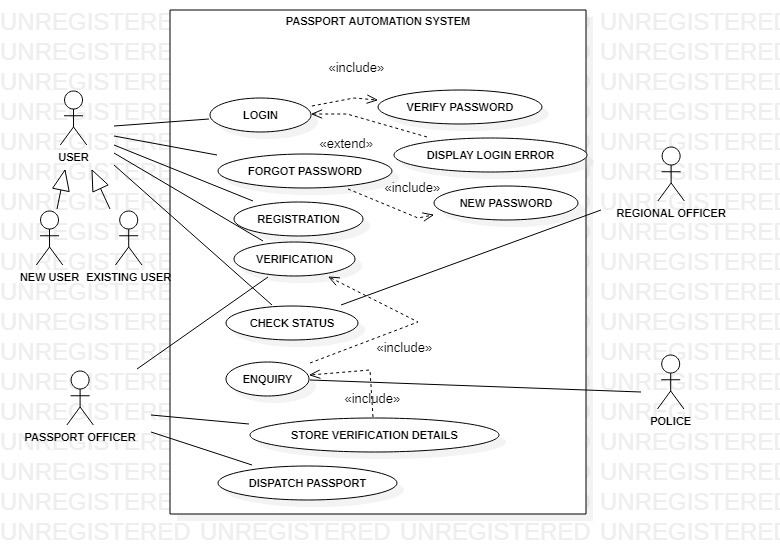 PASSPORT AUTOMATION SYSTEM
«include»
LOGIN
VERIFY PASSWORD
«extend»
DISPLAY LOGIN ERROR
USER
FORGOT PASSWORD
«include»
NEW PASSWORD
REGIONAL OFFICER
REGISTRATION
VERIFICATION
NEW USER
EXISTING USER
CHECK STATUS
«include»
ENQUIRY
«include»
POLICE
PASSPORT OFFICER
STORE VERIFICATION DETAILS
DISPATCH PASSPORT
UNREGISTERED UNREGISTERED UNREGISTERED UNREGISTERED